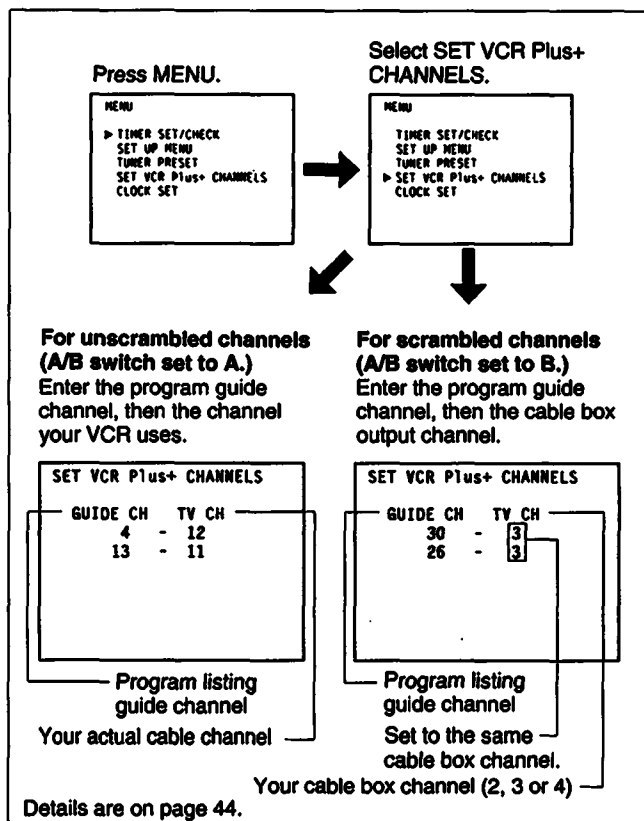 Press MENU.
MENU
▶ TIMER SET/CHECK
SET UP MENU
TUNER PRESET
SET VCR Plus+ CHANNELS
CLOCK SET
Select SET VCR Plus+
CHANNELS.
MENU
TIMER SET/CHECK
SET UP MENU
TUNER PRESET
▶ SET VCR Plus+ CHANNELS
CLOCK SET
For unscrambled channels
(A/B switch set to A.)
Enter the program guide
channel, then the channel
your VCR uses.
SET VCR Plus+ CHANNELS
GUIDE CH TV CH
4 - 12
13 - 11
Program listing
guide channel
Your actual cable channel
For scrambled channels
(A/B switch set to B.)
Enter the program guide
channel, then the cable box
output channel.
SET VCR Plus+ CHANNELS
GUIDE CH TV CH
30 - 3
26 - 3
Program listing
guide channel
Set to the same
cable box channel.
Your cable box channel (2, 3 or 4)
Details are on page 44.